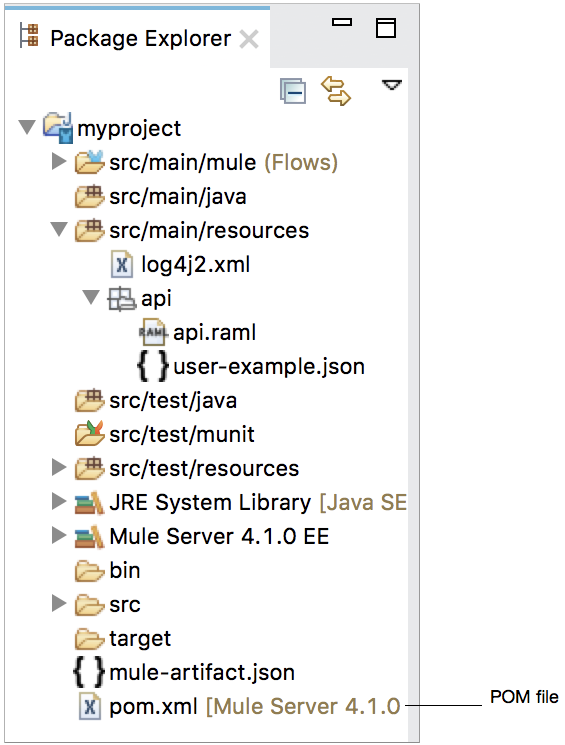 Package Explorer
myproject
src/main/mule (Flows)
src/main/java
src/main/resources
log4j2.xml
api
RAML api.raml
{ } user-example.json
src/test/java
src/test/munit
src/test/resources
JRE System Library [Java SE
Mule Server 4.1.0 EE
bin
src
target
{ } mule-artifact.json
pom.xml [Mule Server 4.1.0
POM file